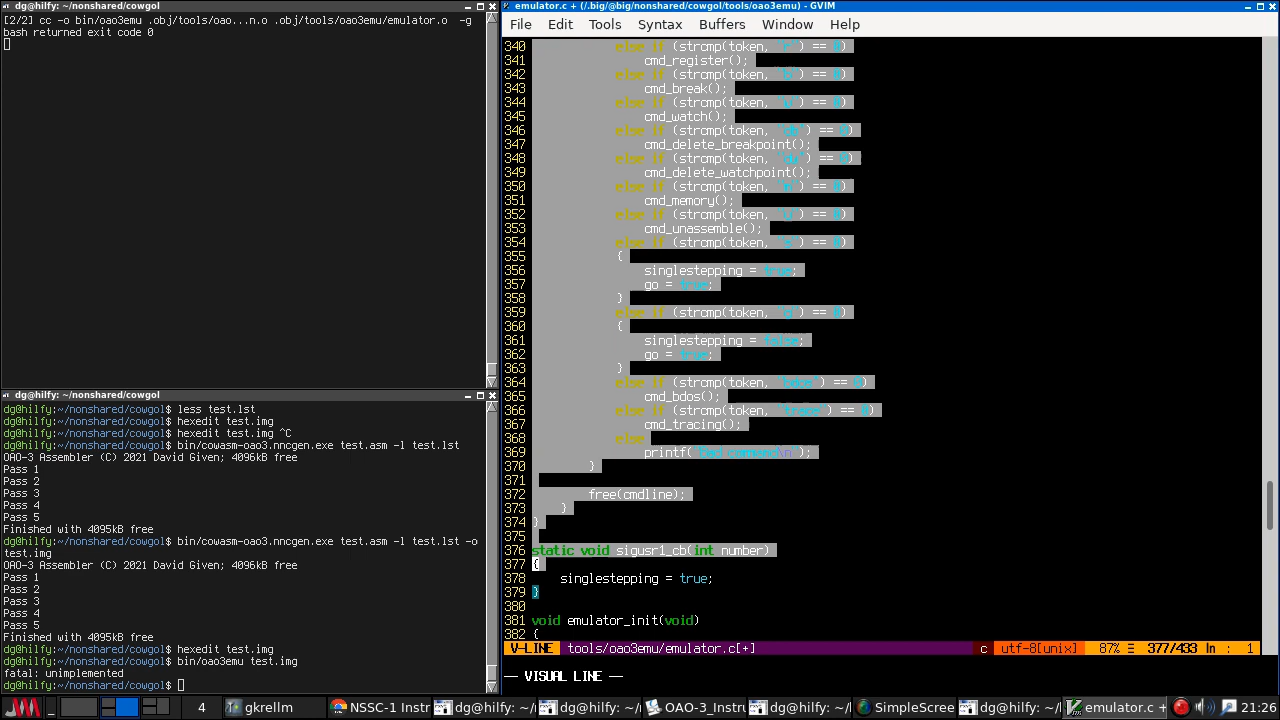 dg@hilfy: ~/nonshared/cowgol
[2/2] cc -o bin/oao3emu .obj/tools/opu...n.o .obj/tools/oao3emu/emulator.o  -g
bash returned exit code 0
dg@hilfy: ~/nonshared/cowgol
dg@hilfy:~/nonshared/cowgol$ less test.lst
dg@hilfy:~/nonshared/cowgol$ hexedit test.img
dg@hilfy:~/nonshared/cowgol$ hexedit test.img ^C
dg@hilfy:~/nonshared/cowgol$ bin/cowasm-oao3.nncgen.exe test.asm -l test.lst
OAO-3 Assembler (C) 2021 David Given; 4096kB free
Pass 1
Pass 2
Pass 3
Pass 4
Pass 5
Finished with 4095kB free
dg@hilfy:~/nonshared/cowgol$ bin/cowasm-oao3.nncgen.exe test.asm -l test.lst -o
test.img
OAO-3 Assembler (C) 2021 David Given; 4096kB free
Pass 1
Pass 2
Pass 3
Pass 4
Pass 5
Finished with 4095kB free
dg@hilfy:~/nonshared/cowgol$ hexedit test.img
dg@hilfy:~/nonshared/cowgol$ bin/oao3emu test.img
fatal: unimplemented
dg@hilfy:~/nonshared/cowgol$
emulator.c + (/.big/@big/nonshared/cowgol/tools/oao3emu) - GVIM
File Edit Tools Syntax Buffers Window Help
340 else if (strcmp(token, "r") == 0)
341 cmd_register();
342 else if (strcmp(token, "b") == 0)
343 cmd_break();
344 else if (strcmp(token, "w") == 0)
345 cmd_watch();
346 else if (strcmp(token, "db") == 0)
347 cmd_delete_breakpoint();
348 else if (strcmp(token, "dw") == 0)
349 cmd_delete_watchpoint();
350 else if (strcmp(token, "m") == 0)
351 cmd_memory();
352 else if (strcmp(token, "u") == 0)
353 cmd_unassemble();
354 else if (strcmp(token, "s") == 0)
355 {
356 singlestepping = true;
357 go = true;
358 }
359 else if (strcmp(token, "g") == 0)
360 {
361 singlestepping = false;
362 go = true;
363 }
364 else if (strcmp(token, "bdos") == 0)
365 cmd_bdos();
366 else if (strcmp(token, "trace") == 0)
367 cmd_tracing();
368 else
369 printf("Bad command\n");
370 }
371
372 free(cmdline);
373 }
374 }
375
376 static void sigusr1_cb(int number)
377 {
378 singlestepping = true;
379 }
380
381 void emulator_init(void)
382 {
V-LINE tools/oao3emu/emulator.c[+] c utf-8[unix] 87% Ξ 377/433 ln : 1
-- VISUAL LINE --
4 gkrellm NSSC-1 Instr dg@hilfy: ~/ dg@hilfy: ~/ OAO-3_Instru dg@hilfy: ~/ SimpleScree dg@hilfy: ~/ emulator.c + 21:26